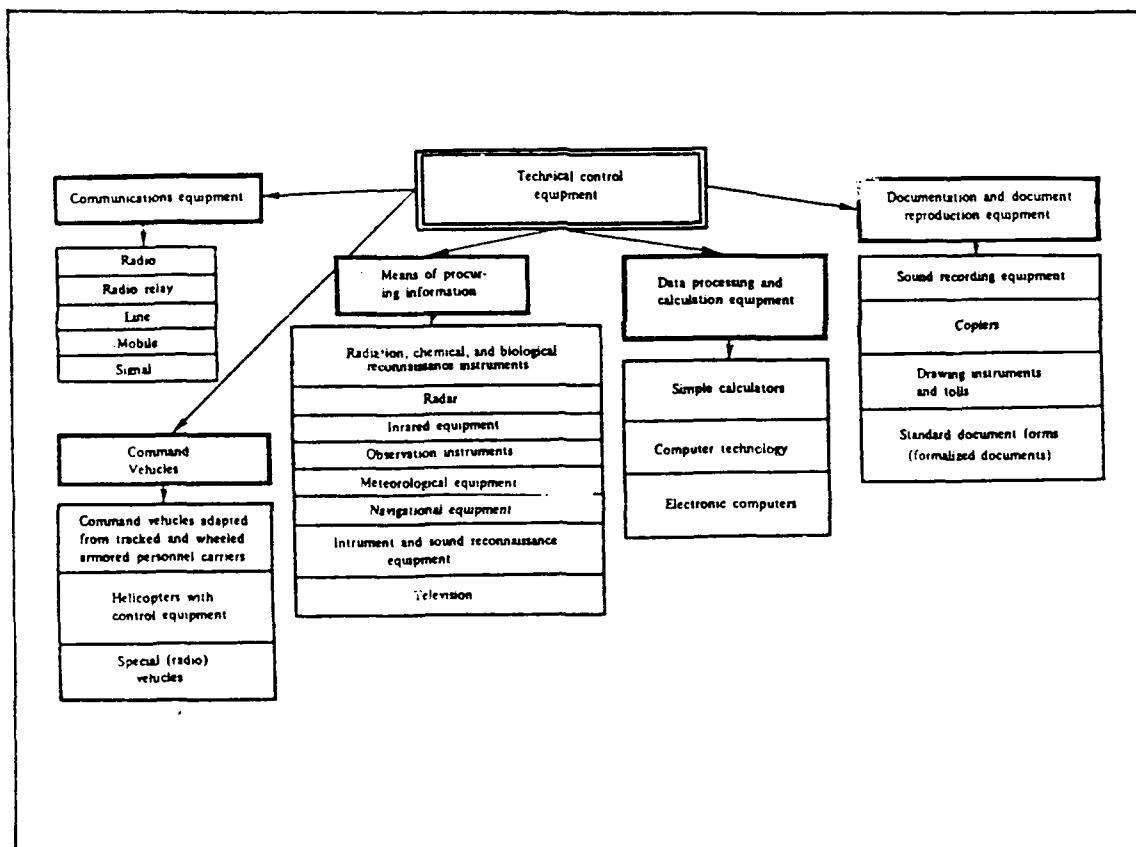 Technical control
equipment
Communications equipment
Radio
Radio relay
Line
Mobile
Signal
Command
Vehicles
Command vehicles adapted
from tracked and wheeled
armored personnel carriers
Helicopters with
control equipment
Special (radio)
vehicles
Means of procur-
ing information
Radiation, chemical, and biological
reconnaissance instruments
Radar
Inrared equipment
Observation instruments
Meteorological equipment
Navigational equipment
Intrument and sound reconnaissance
equipment
Television
Data processing and
calculation equipment
Simple calculators
Computer technology
Electronic computers
Documentation and document
reproduction equipment
Sound recording equipment
Copiers
Drawing instruments
and tolls
Standard document forms
(formalized documents)